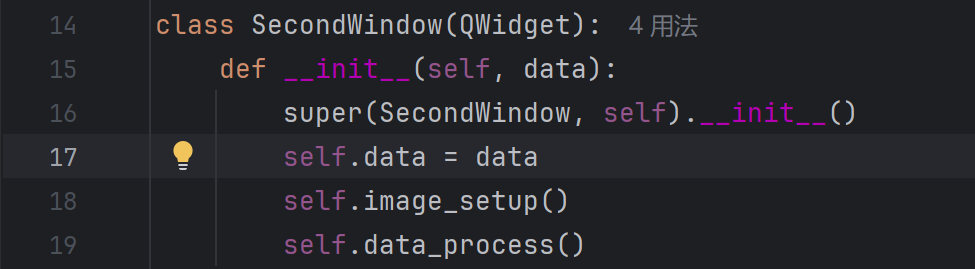 14 class SecondWindow(QWidget): 4 用法
15 def __init__(self, data):
16 super(SecondWindow, self).__init__()
17 self.data = data
18 self.image_setup()
19 self.data_process()